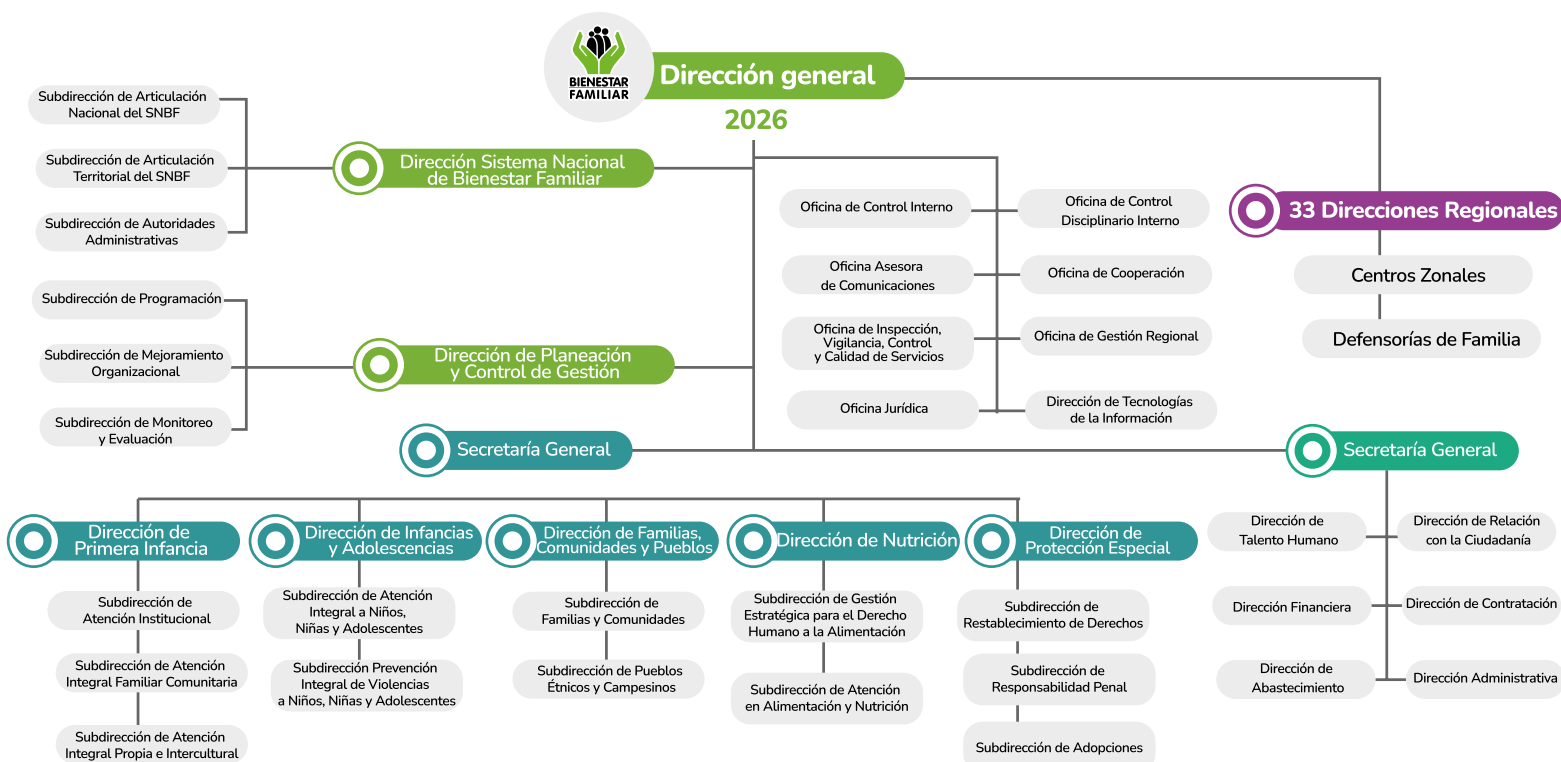 BIENESTAR
FAMILIAR
Dirección general
2026
Subdirección de Articulación
Nacional del SNBF
Subdirección de Articulación
Territorial del SNBF
Subdirección de Autoridades
Administrativas
Dirección Sistema Nacional
de Bienestar Familiar
Subdirección de Programación
Subdirección de Mejoramiento
Organizacional
Subdirección de Monitoreo
y Evaluación
Dirección de Planeación
y Control de Gestión
Oficina de Control Interno
Oficina de Control
Disciplinario Interno
Oficina Asesora
de Comunicaciones
Oficina de Cooperación
Oficina de Inspección,
Vigilancia, Control
y Calidad de Servicios
Oficina de Gestión Regional
Oficina Jurídica
Dirección de Tecnologías
de la Información
33 Direcciones Regionales
Centros Zonales
Defensorías de Familia
Secretaría General
Secretaría General
Dirección de
Primera Infancia
Subdirección de
Atención Institucional
Subdirección de Atención
Integral Familiar Comunitaria
Subdirección de Atención
Integral Propia e Intercultural
Dirección de Infancias
y Adolescencias
Subdirección de Atención
Integral a Niños,
Niñas y Adolescentes
Subdirección Prevención
Integral de Violencias
a Niños, Niñas y Adolescentes
Dirección de Familias,
Comunidades y Pueblos
Subdirección de
Familias y Comunidades
Subdirección de Pueblos
Étnicos y Campesinos
Dirección de Nutrición
Subdirección de Gestión
Estratégica para el Derecho
Humano a la Alimentación
Subdirección de Atención
en Alimentación y Nutrición
Dirección de
Protección Especial
Subdirección de
Restablecimiento de Derechos
Subdirección de
Responsabilidad Penal
Subdirección de Adopciones
Dirección de
Talento Humano
Dirección de Relación
con la Ciudadanía
Dirección Financiera
Dirección de Contratación
Dirección de
Abastecimiento
Dirección Administrativa